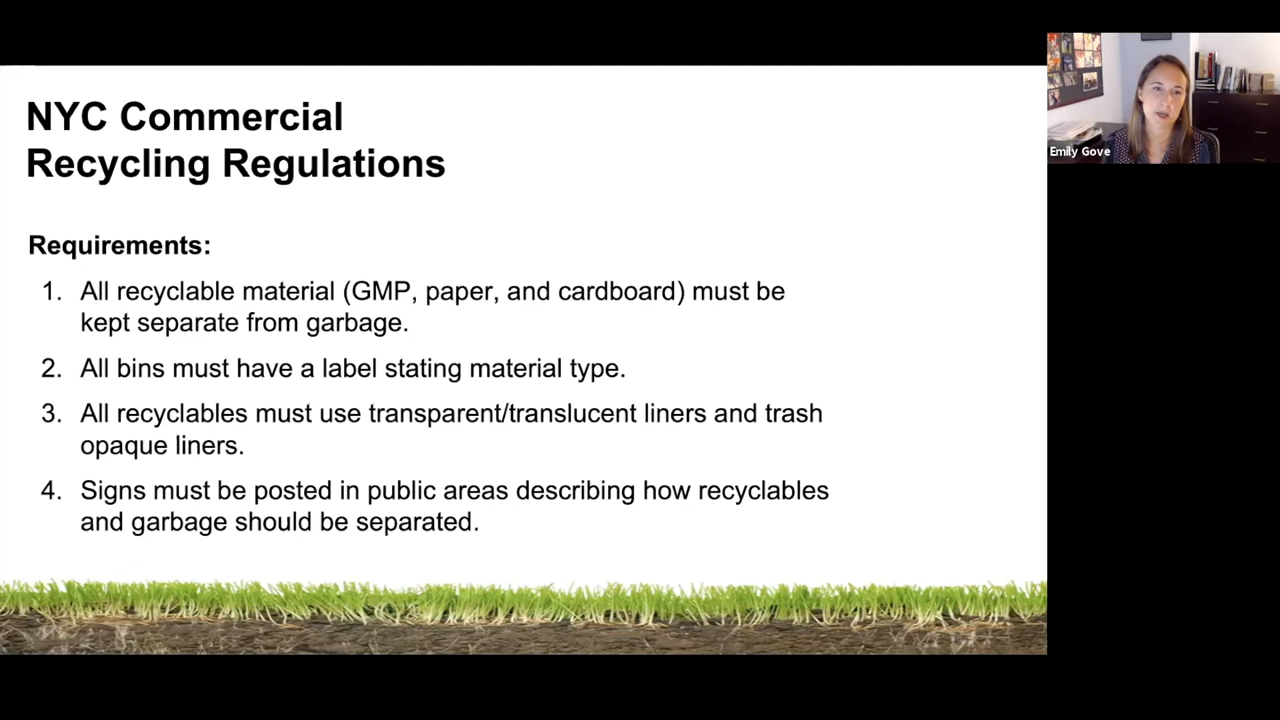 NYC Commercial
Recycling Regulations
Requirements:
1. All recyclable material (GMP, paper, and cardboard) must be
kept separate from garbage.
2. All bins must have a label stating material type.
3. All recyclables must use transparent/translucent liners and trash
opaque liners.
4. Signs must be posted in public areas describing how recyclables
and garbage should be separated.
Emily Gove